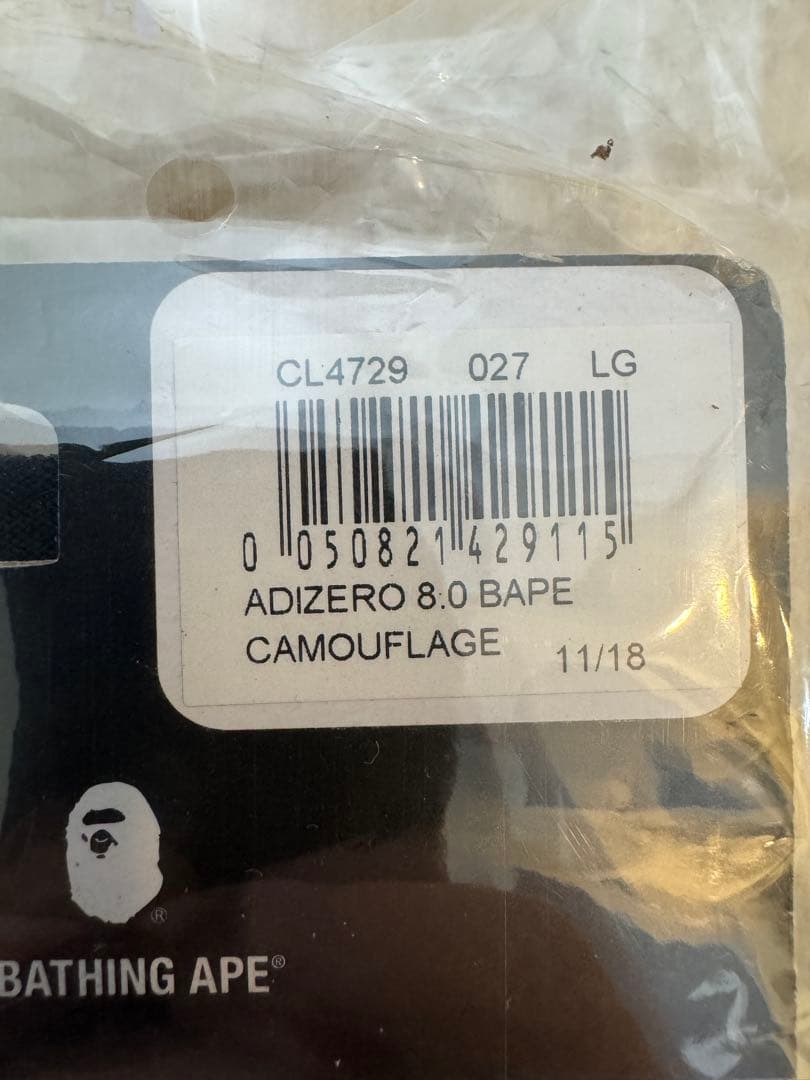 CL4729 027 LG
0 050821 429115
ADIZERO 8.0 BAPE
CAMOUFLAGE 11/18
®
BATHING APE®